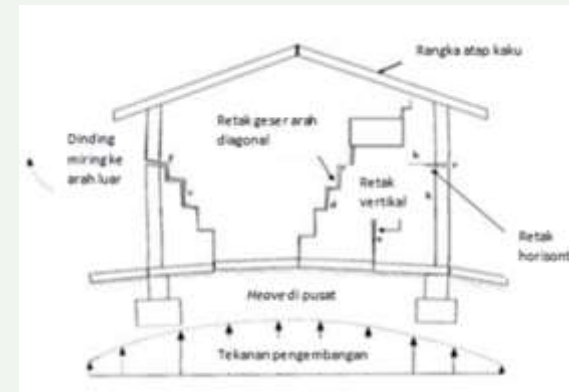 Rangka atap kaku
Retak geser arah
diagonal
Dinding
miring ke
arah luar
Retak
vertikal
Retak
horisont
Heave di pusat
Tekanan pengembangan